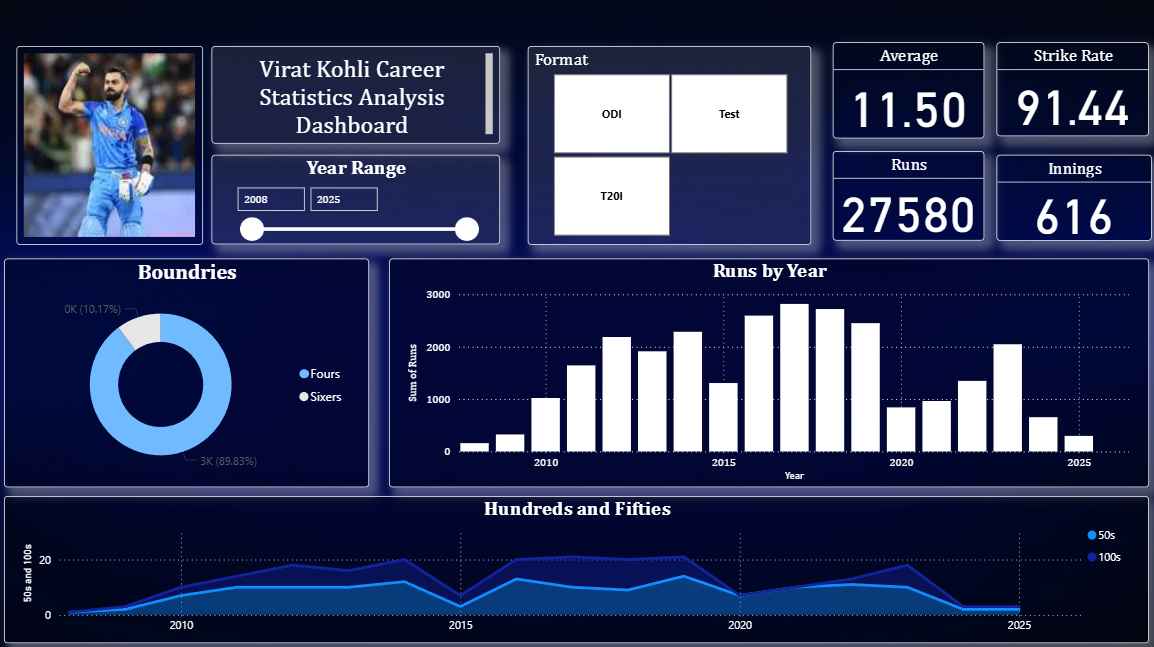 Virat Kohli Career
Statistics Analysis
Dashboard
Year Range
2008
2025
Format
ODI
Test
T20I
Average
11.50
Strike Rate
91.44
Runs
27580
Innings
616
Boundries
0K (10.17%)
3K (89.83%)
Fours
Sixers
Runs by Year
Sum of Runs
3000
2000
1000
0
2010
2015
2020
2025
Year
Hundreds and Fifties
50s and 100s
20
0
2010
2015
2020
2025
50s
100s